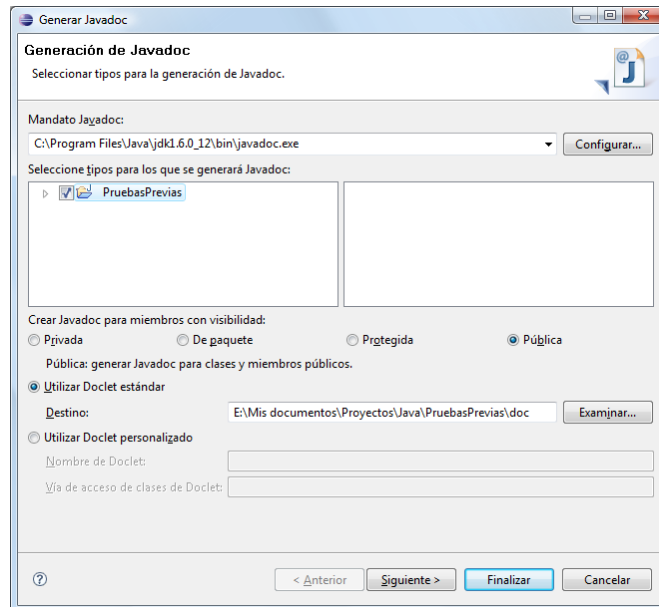 Generar Javadoc
Generación de Javadoc
Seleccionar tipos para la generación de Javadoc.
@
J
Mandato Javadoc:
C:\Program Files\Java\jdk1.6.0_12\bin\javadoc.exe
Configurar...
Seleccione tipos para los que se generará Javadoc:
PruebasPrevias
Crear Javadoc para miembros con visibilidad:
Privada De paquete Protegida Pública
Pública: generar Javadoc para clases y miembros públicos.
Utilizar Doclet estándar
Destino: E:\Mis documentos\Proyectos\Java\PruebasPrevias\doc Examinar...
Utilizar Doclet personalizado
Nombre de Doclet:
Vía de acceso de clases de Doclet:
? < Anterior Siguiente > Finalizar Cancelar